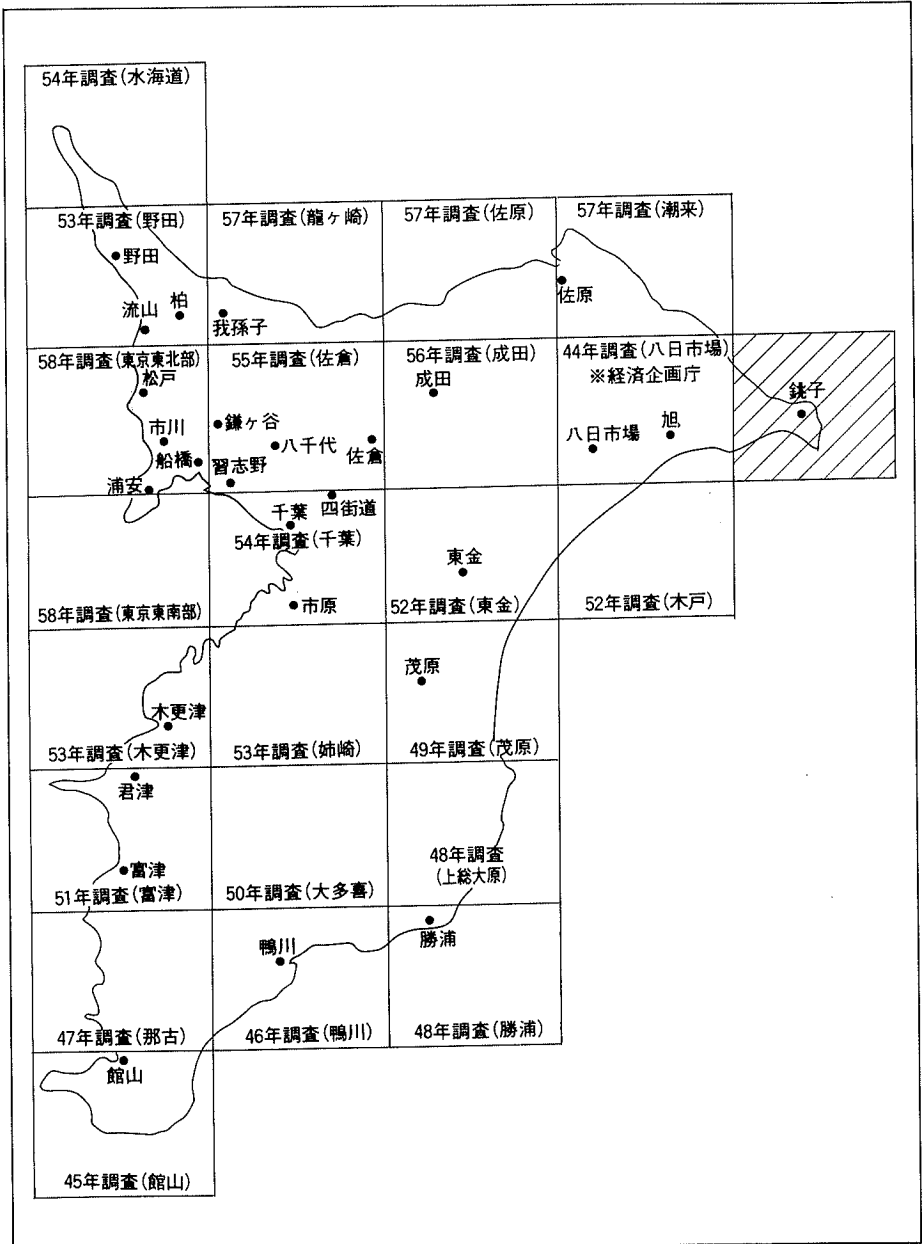 54年調査(水海道)
53年調査(野田)
57年調査(龍ヶ崎)
57年調査(佐原)
57年調査(潮来)
野田
佐原
柏
流山
我孫子
58年調査(東京東北部)
55年調査(佐倉)
56年調査(成田)
44年調査(八日市場)
※経済企画庁
松戸
成田
銚子
鎌ヶ谷
市川
八千代
佐倉
八日市場
旭
船橋
習志野
浦安
四街道
千葉
54年調査(千葉)
東金
市原
58年調査(東京東南部)
52年調査(東金)
52年調査(木戸)
茂原
木更津
53年調査(木更津)
53年調査(姉崎)
49年調査(茂原)
君津
富津
48年調査
(上総大原)
51年調査(富津)
50年調査(大多喜)
鴨川
勝浦
47年調査(那古)
46年調査(鴨川)
48年調査(勝浦)
館山
45年調査(館山)